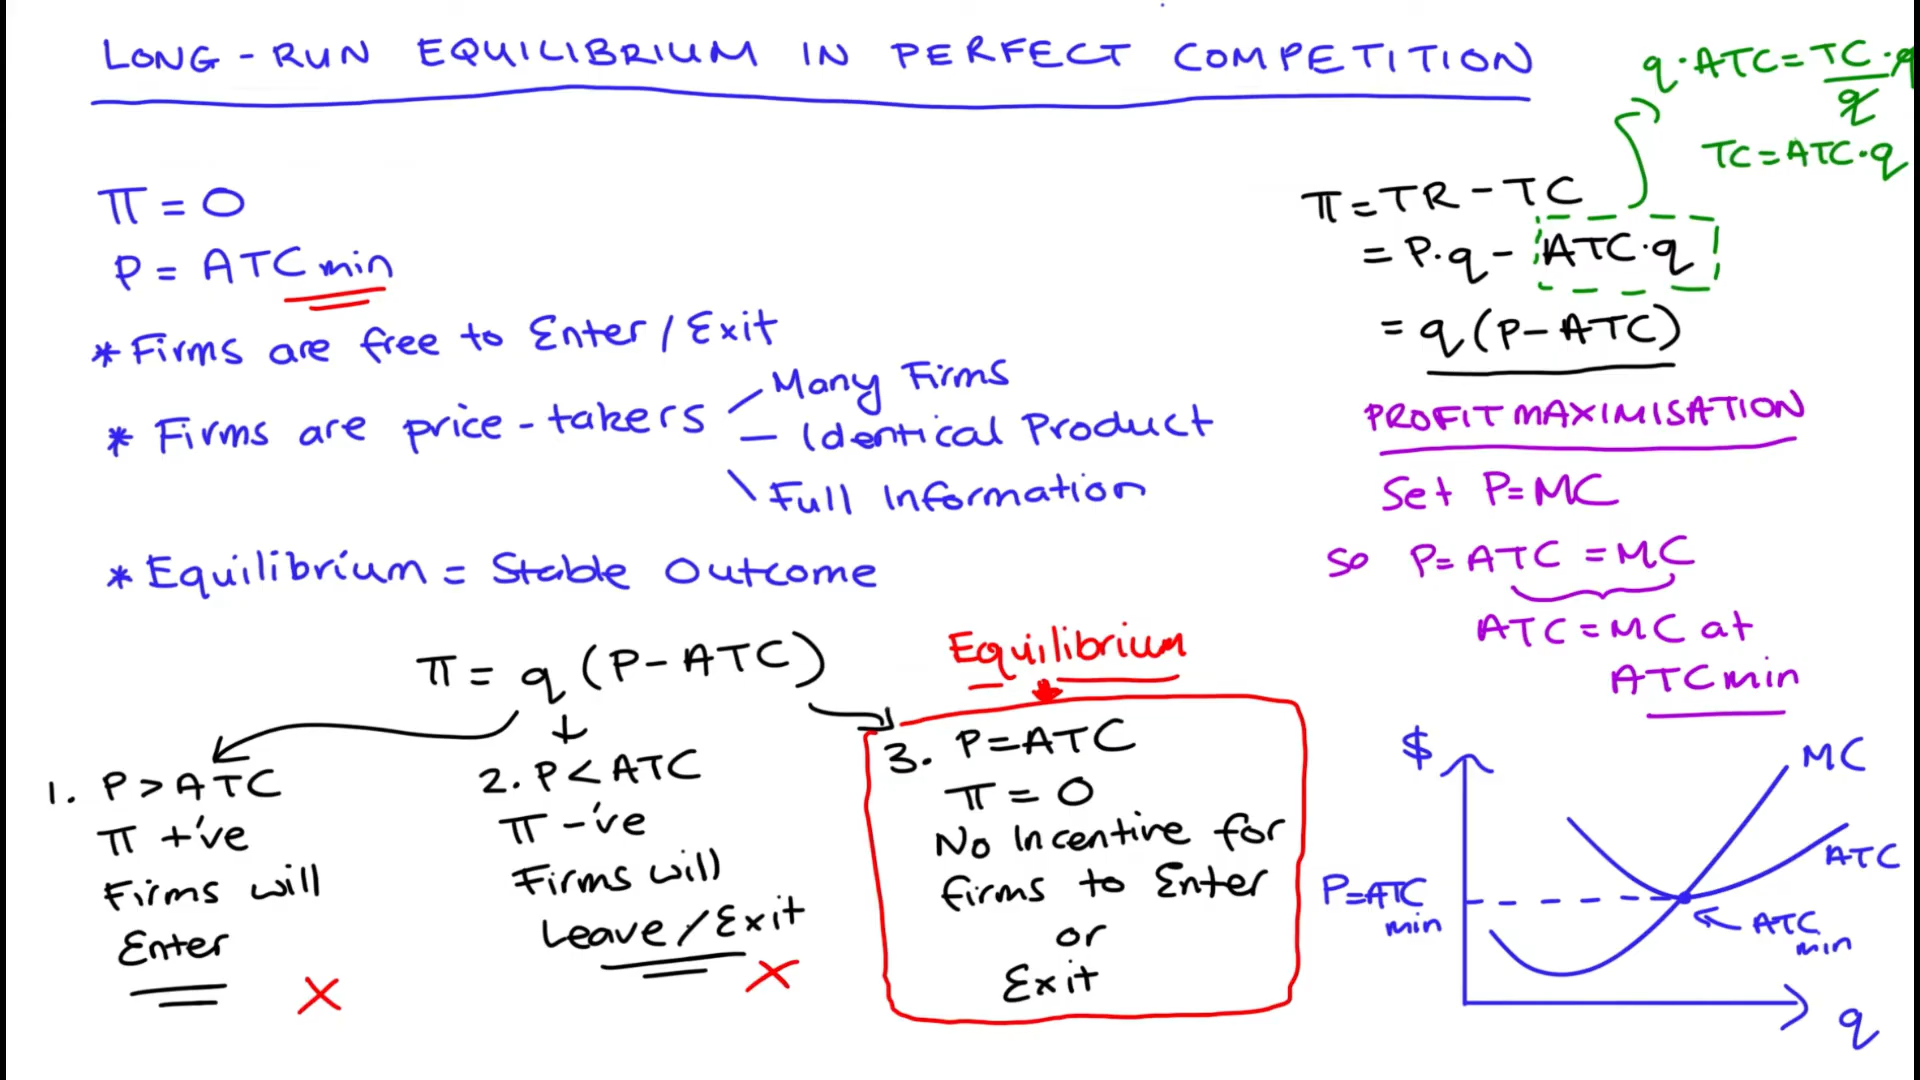 LONG-RUN EQUILIBRIUM IN PERFECT COMPETITION
π = 0
P = ATC min
* Firms are free to Enter / Exit
* Firms are price-takers
Many Firms
Identical Product
Full Information
* Equilibrium = Stable Outcome
π = q (P - ATC)
1. P > ATC
π +'ve
Firms will
Enter
X
2. P < ATC
π -'ve
Firms will
Leave / Exit
X
Equilibrium
3. P = ATC
π = 0
No Incentive for
firms to Enter
or
Exit
q · ATC = TC/q · q
TC = ATC · q
π = TR - TC
= P · q - ATC · q
= q (P - ATC)
PROFIT MAXIMISATION
Set P = MC
So P = ATC = MC
ATC = MC at
ATC min
$
MC
ATC
P=ATC
min
ATC
min
q